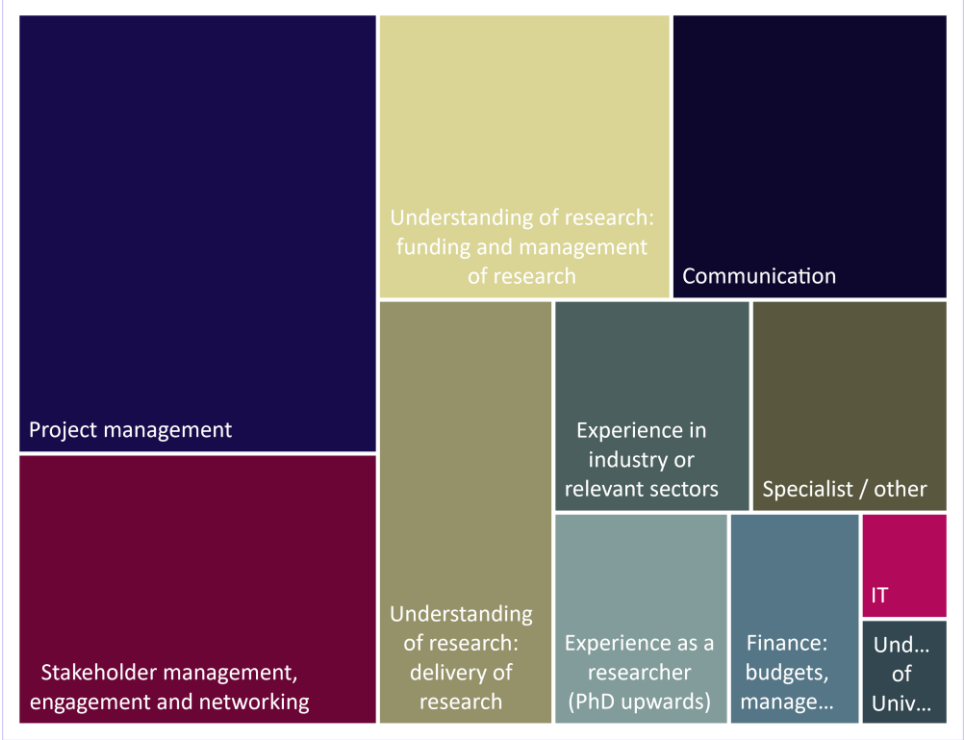 Project management
Stakeholder management,
engagement and networking
Understanding of research:
funding and management
of research
Communication
Understanding
of research:
delivery of
research
Experience in
industry or
relevant sectors
Specialist / other
Experience as a
researcher
(PhD upwards)
Finance:
budgets,
manage...
IT
Und...
of
Univ...